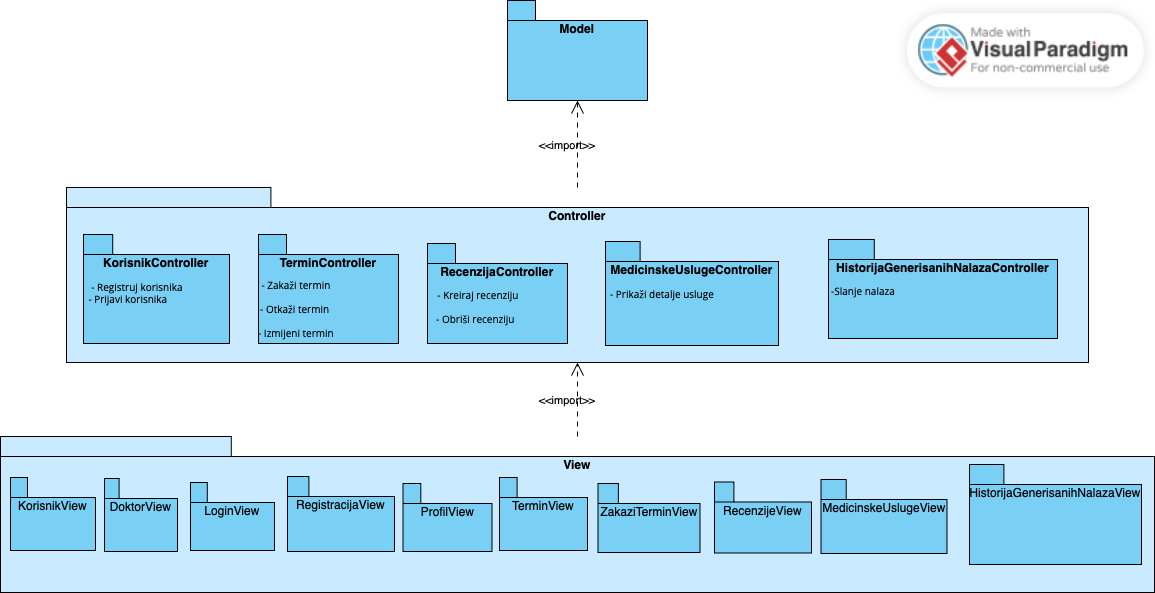 Model
Made with
Visual Paradigm
For non-commercial use
<<import>>
Controller
KorisnikController
- Registruj korisnika
- Prijavi korisnika
TerminController
- Zakaži termin
- Otkaži termin
- Izmijeni termin
RecenzijaController
- Kreiraj recenziju
- Obriši recenziju
MedicinskeUslugeController
- Prikaži detalje usluge
HistorijaGenerisanihNalazaController
-Slanje nalaza
<<import>>
View
KorisnikView
DoktorView
LoginView
RegistracijaView
ProfilView
TerminView
ZakaziTerminView
RecenzijeView
MedicinskeUslugeView
HistorijaGenerisanihNalazaView